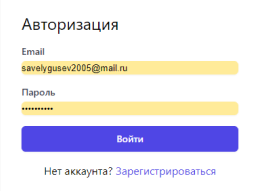 Авторизация
Email
savelygusev2005@mail.ru
Пароль
••••••••••
Войти
Нет аккаунта? Зарегистрироваться